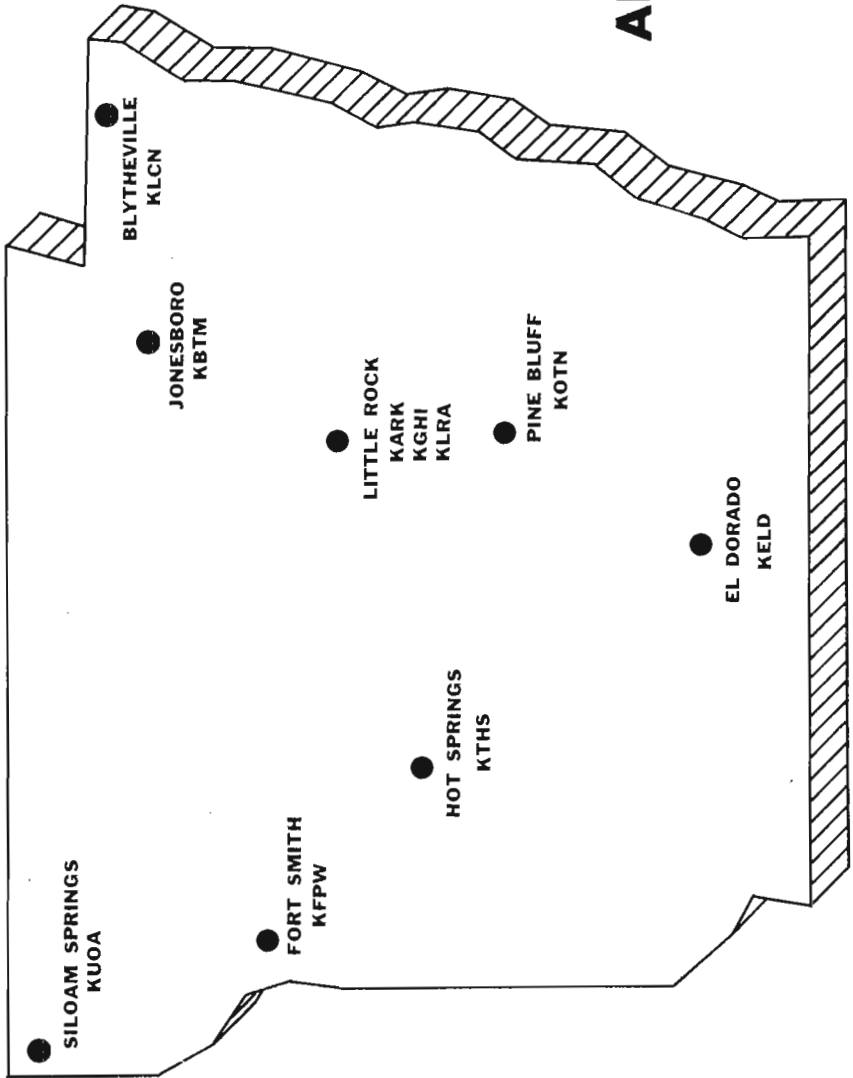 SILOAM SPRINGS
KUOA
FORT SMITH
KFPW
HOT SPRINGS
KTHS
EL DORADO
KELD
LITTLE ROCK
KARK
KGHI
KLRA
PINE BLUFF
KOTN
JONESBORO
KBTM
BLYTHEVILLE
KLCN
A